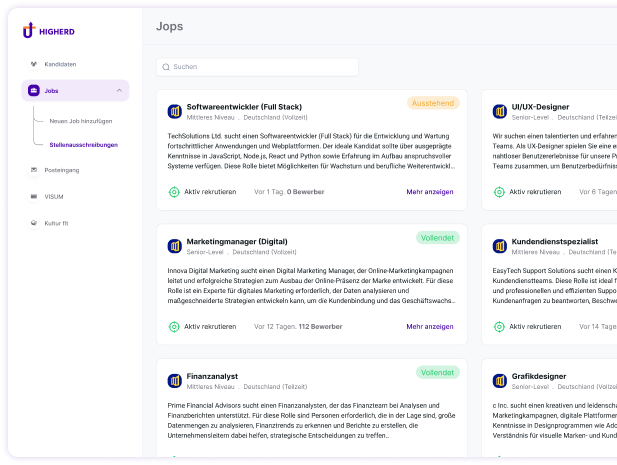 HIGHERD
Kandidaten
Jobs
Neuen Job hinzufügen
Stellenausschreibungen
Posteingang
VISUM
Kultur fit
Jops
Suchen
Softwareentwickler (Full Stack)
Ausstehend
Mittleres Niveau . Deutschland (Vollzeit)
TechSolutions Ltd. sucht einen Softwareentwickler (Full Stack) für die Entwicklung und Wartung
fortschrittlicher Anwendungen und Webplattformen. Der ideale Kandidat sollte über ausgeprägte
Kenntnisse in JavaScript, Node.js, React und Python sowie Erfahrung im Aufbau anspruchsvoller
Systeme verfügen. Diese Rolle bietet Möglichkeiten für Wachstum und berufliche Weiterentwickl...
Aktiv rekrutieren
Vor 1 Tag. 0 Bewerber
Mehr anzeigen
UI/UX-Designer
Senior-Level . Deutschland (Teilzei
Wir suchen einen talentierten und erfahren
Teams. Als UX-Designer spielen Sie eine e
nahtloser Benutzererlebnisse für unsere P
Teams zusammen, um Benutzerbedürfniss
Aktiv rekrutieren
Vor 6 Tagen
Marketingmanager (Digital)
Vollendet
Senior-Level . Deutschland (Vollzeit)
Innova Digital Marketing sucht einen Digital Marketing Manager, der Online-Marketingkampagnen
leitet und erfolgreiche Strategien zum Ausbau der Online-Präsenz der Marke entwickelt. Für diese
Rolle ist ein Experte für digitales Marketing erforderlich, der Daten analysieren und
maßgeschneiderte Strategien entwickeln kann, um die Kundenbindung und das Geschäftswachs...
Aktiv rekrutieren
Vor 12 Tagen. 112 Bewerber
Mehr anzeigen
Kundendienstspezialist
Mittleres Niveau . Deutschland (Te
EasyTech Support Solutions sucht einen K
Kundendienstteams. Diese Rolle ist ideal f
und professionellen und effizienten Suppo
Kundenanfragen zu beantworten, Beschwe
Aktiv rekrutieren
Vor 14 Tage
Finanzanalyst
Vollendet
Mittleres Niveau . Deutschland (Teilzeit)
Prime Financial Advisors sucht einen Finanzanalysten, der das Finanzteam bei Analysen und
Finanzberichten unterstützt. Für diese Rolle sind Personen erforderlich, die in der Lage sind, große
Datenmengen zu analysieren, Finanztrends zu erkennen und Berichte zu erstellen, die
Unternehmensleitern dabei helfen, strategische Entscheidungen zu treffen..
Grafikdesigner
Senior-Level . Deutschland (Vollzeit
c Inc. sucht einen kreativen und leidensch
Marketingkampagnen, digitale Plattformen
Kenntnisse in Designprogrammen wie Ado
Verständnis für visuelle Marken- und Kund